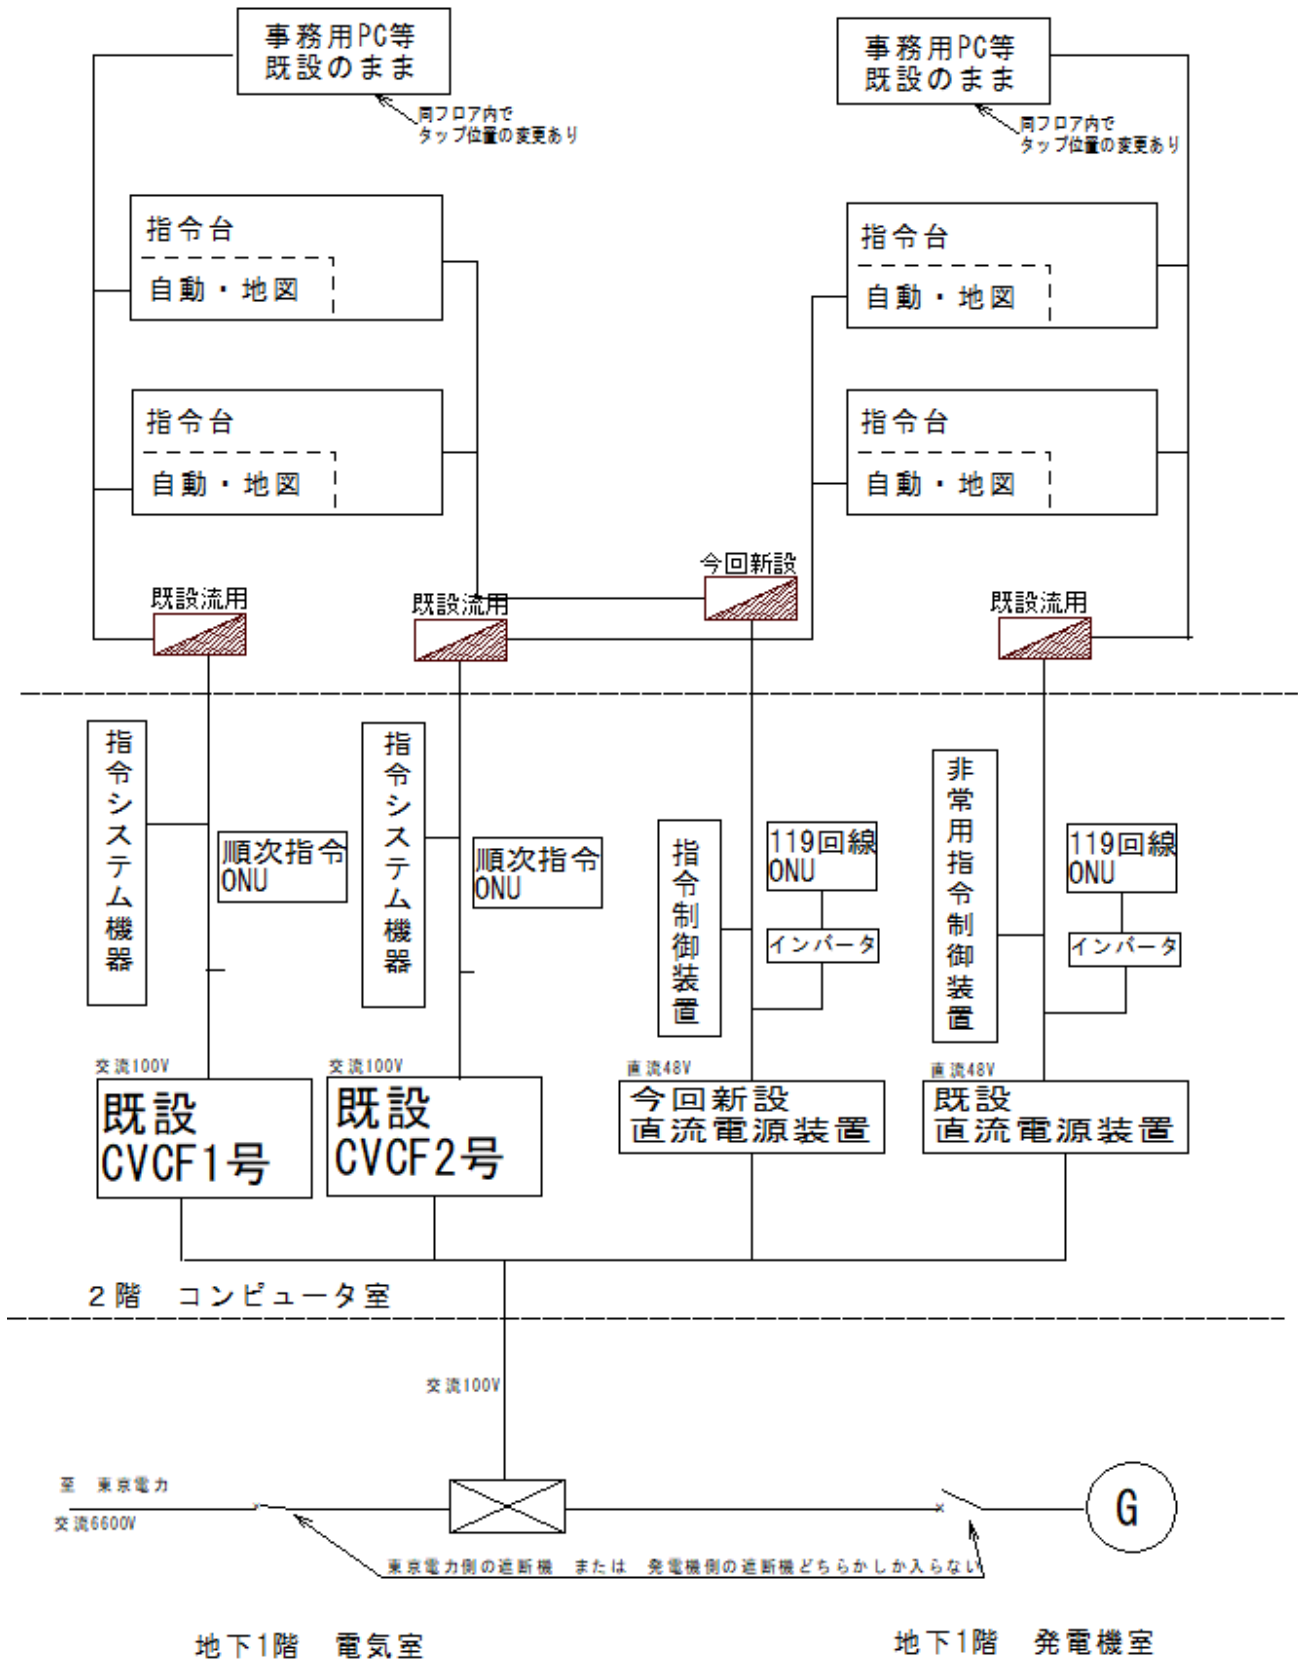 事務用PC等
既設のまま
同フロア内で
タップ位置の変更あり
事務用PC等
既設のまま
同フロア内で
タップ位置の変更あり
指令台
自動・地図
指令台
自動・地図
指令台
自動・地図
指令台
自動・地図
既設流用
既設流用
今回新設
既設流用
指令システム機器
順次指令
ONU
指令システム機器
順次指令
ONU
指令制御装置
119回線
ONU
インバータ
非常用指令制御装置
119回線
ONU
インバータ
交流100V
既設
CVCF1号
交流100V
既設
CVCF2号
直流48V
今回新設
直流電源装置
直流48V
既設
直流電源装置
2階 コンピュータ室
交流100V
至 東京電力
交流6600V
G
東京電力側の遮断機 または 発電機側の遮断機どちらかしか入らない
地下1階 電気室
地下1階 発電機室